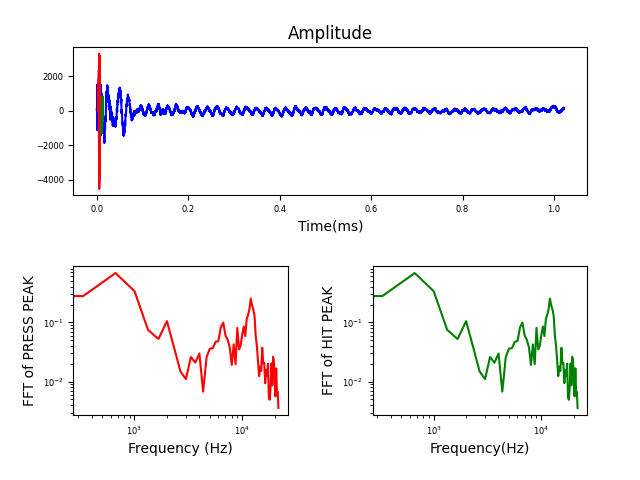 Amplitude
2000
0
−2000
−4000
0.0 0.2 0.4 0.6 0.8 1.0
Time(ms)
FFT of PRESS PEAK
10⁻¹
10⁻²
10³ 10⁴
Frequency (Hz)
FFT of HIT PEAK
10⁻¹
10⁻²
10³ 10⁴
Frequency(Hz)